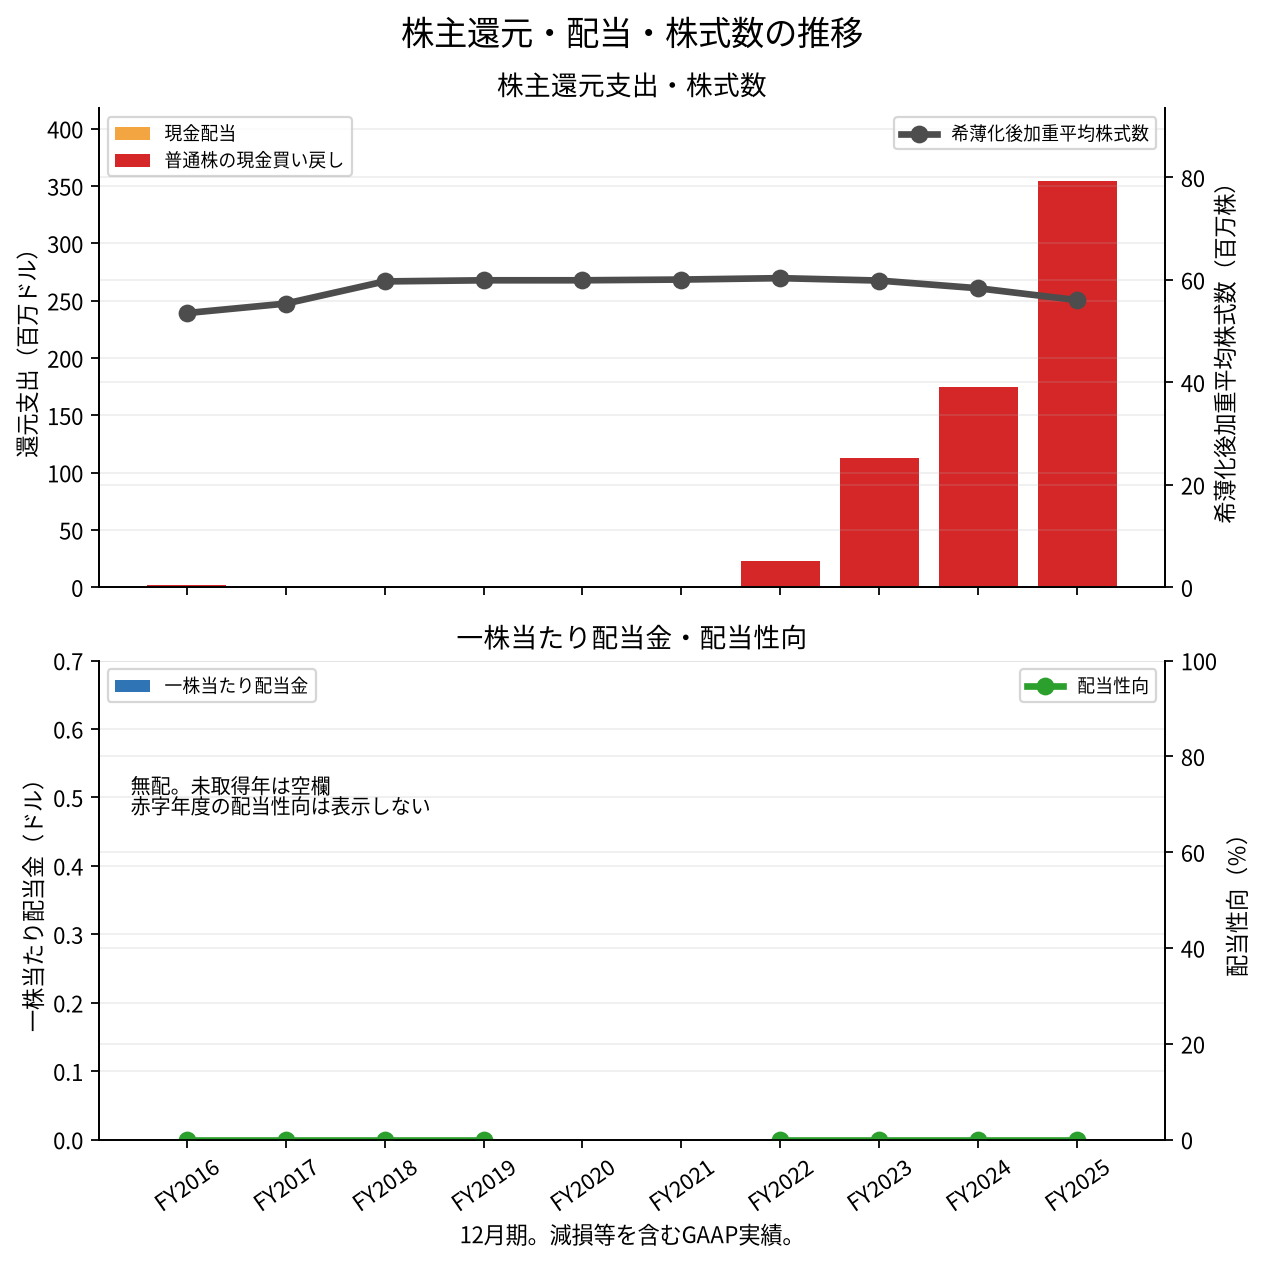 株主還元・配当・株式数の推移
株主還元支出・株式数
現金配当
普通株の現金買い戻し
希薄化後加重平均株式数
還元支出（百万ドル）
400
350
300
250
200
150
100
50
0
80
60
40
20
0
希薄化後加重平均株式数（百万株）
一株当たり配当金・配当性向
一株当たり配当金
配当性向
無配。未取得年は空欄
赤字年度の配当性向は表示しない
一株当たり配当金（ドル）
0.7
0.6
0.5
0.4
0.3
0.2
0.1
0.0
100
80
60
40
20
0
配当性向（%）
FY2016
FY2017
FY2018
FY2019
FY2020
FY2021
FY2022
FY2023
FY2024
FY2025
12月期。減損等を含むGAAP実績。